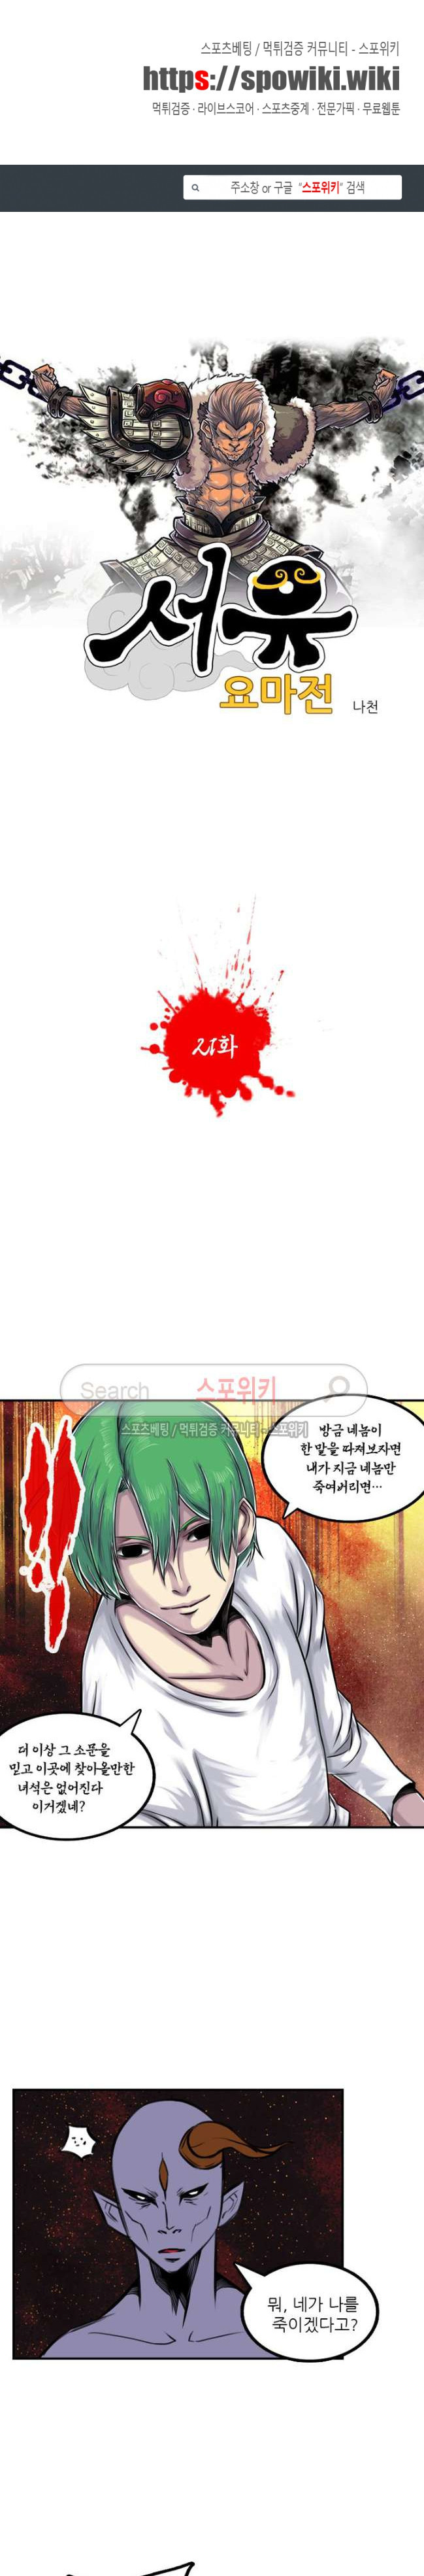 스포츠베팅 / 먹튀검증 커뮤니티 - 스포위키
https://spowiki.wiki
먹튀검증 · 라이브스코어 · 스포츠중계 · 전문가픽 · 무료웹툰
주소창 or 구글 "스포위키" 검색
서유
요마전
나천
21화
Search 스포위키
스포츠베팅 / 먹튀검증 커뮤니티 - 스포위키
방금 네놈이
한 말을 따져보자면
내가 지금 네놈만
죽여버리면…
더 이상 그 소문을
믿고 이곳에 찾아올만한
녀석은 없어진다
이거겠네?
뭐, 네가 나를
죽이겠다고?